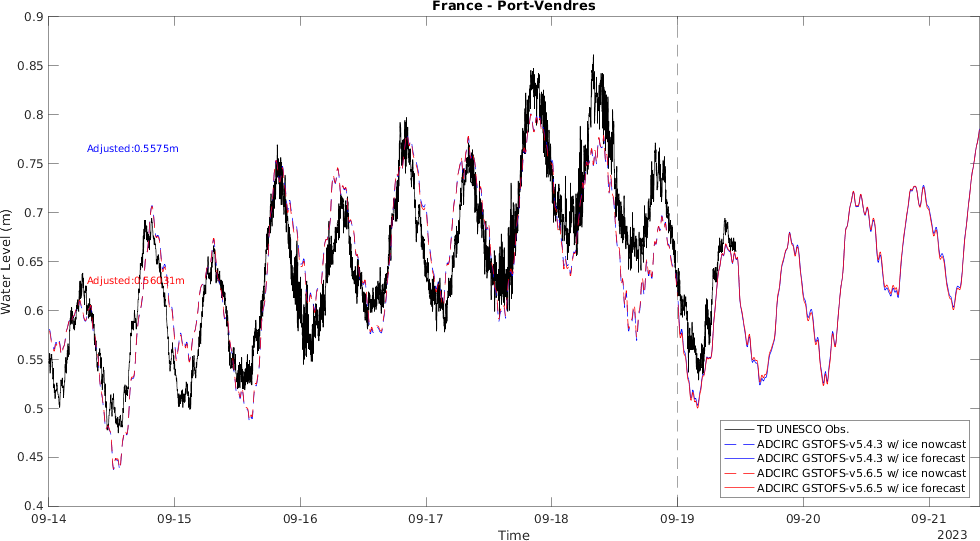 France - Port-Vendres
Water Level (m)
0.9
0.85
0.8
0.75
0.7
0.65
0.6
0.55
0.5
0.45
0.4
Adjusted:0.5575m
Adjusted:0.56031m
TD UNESCO Obs.
ADCIRC GSTOFS-v5.4.3 w/ ice nowcast
ADCIRC GSTOFS-v5.4.3 w/ ice forecast
ADCIRC GSTOFS-v5.6.5 w/ ice nowcast
ADCIRC GSTOFS-v5.6.5 w/ ice forecast
09-14 09-15 09-16 09-17 09-18 09-19 09-20 09-21
Time
2023